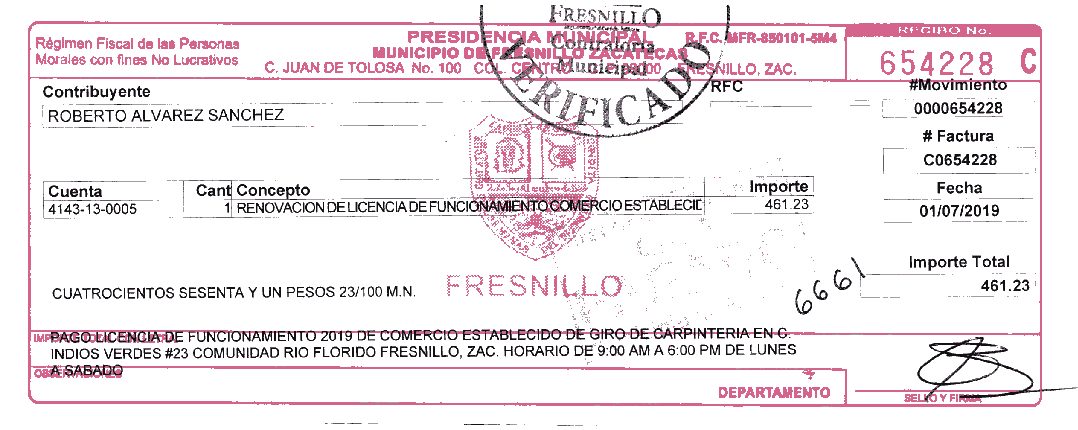 FRESNILLO
Contraloría
Municipal
VERIFICADO
Régimen Fiscal de las Personas
Morales con fines No Lucrativos
PRESIDENCIA MUNICIPAL R.F.C. MFR-850101-5M4
MUNICIPIO DE FRESNILLO ZACATECAS
C. JUAN DE TOLOSA No. 100 COL. CENTRO FRESNILLO, ZAC.
RECIBO No.
654228 C
Contribuyente
RFC
#Movimiento
ROBERTO ALVAREZ SANCHEZ
0000654228
# Factura
C0654228
Cuenta Cant Concepto Importe
Fecha
4143-13-0005 1 RENOVACION DE LICENCIA DE FUNCIONAMIENTO COMERCIO ESTABLECID 461.23
01/07/2019
Importe Total
461.23
FRESNILLO
CUATROCIENTOS SESENTA Y UN PESOS 23/100 M.N.
6661
PAGO LICENCIA DE FUNCIONAMIENTO 2019 DE COMERCIO ESTABLECIDO DE GIRO DE CARPINTERIA EN C.
INDIOS VERDES #23 COMUNIDAD RIO FLORIDO FRESNILLO, ZAC. HORARIO DE 9:00 AM A 6:00 PM DE LUNES
A SABADO
OBSERVACIONES
DEPARTAMENTO
SELLO Y FIRMA